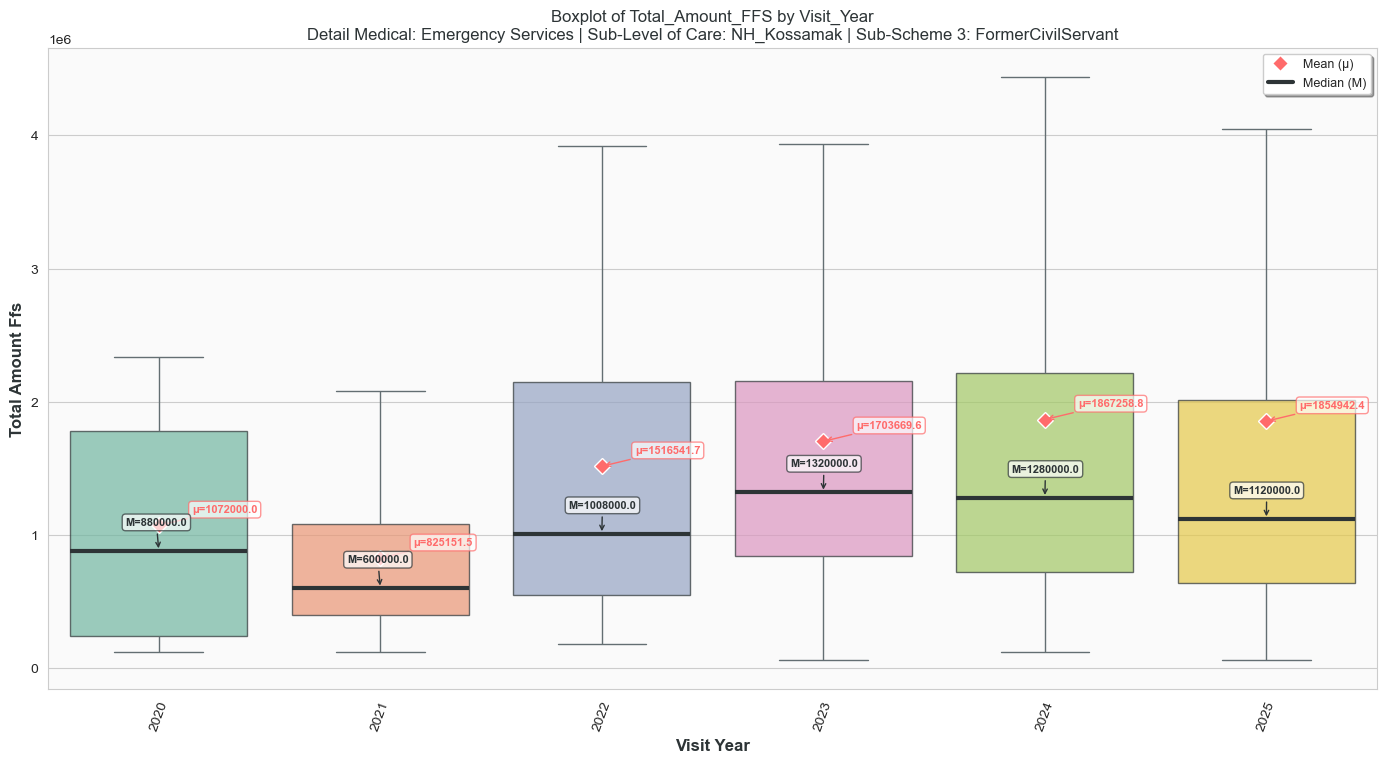 Boxplot of Total_Amount_FFS by Visit_Year
Detail Medical: Emergency Services | Sub-Level of Care: NH_Kossamak | Sub-Scheme 3: FormerCivilServant
1e6
Mean (μ)
Median (M)
4
3
2
1
0
Total Amount Ffs
μ=1072000.0
M=880000.0
μ=825151.5
M=600000.0
μ=1516541.7
M=1008000.0
μ=1703669.6
M=1320000.0
μ=1867258.8
M=1280000.0
μ=1854942.4
M=1120000.0
2020
2021
2022
2023
2024
2025
Visit Year